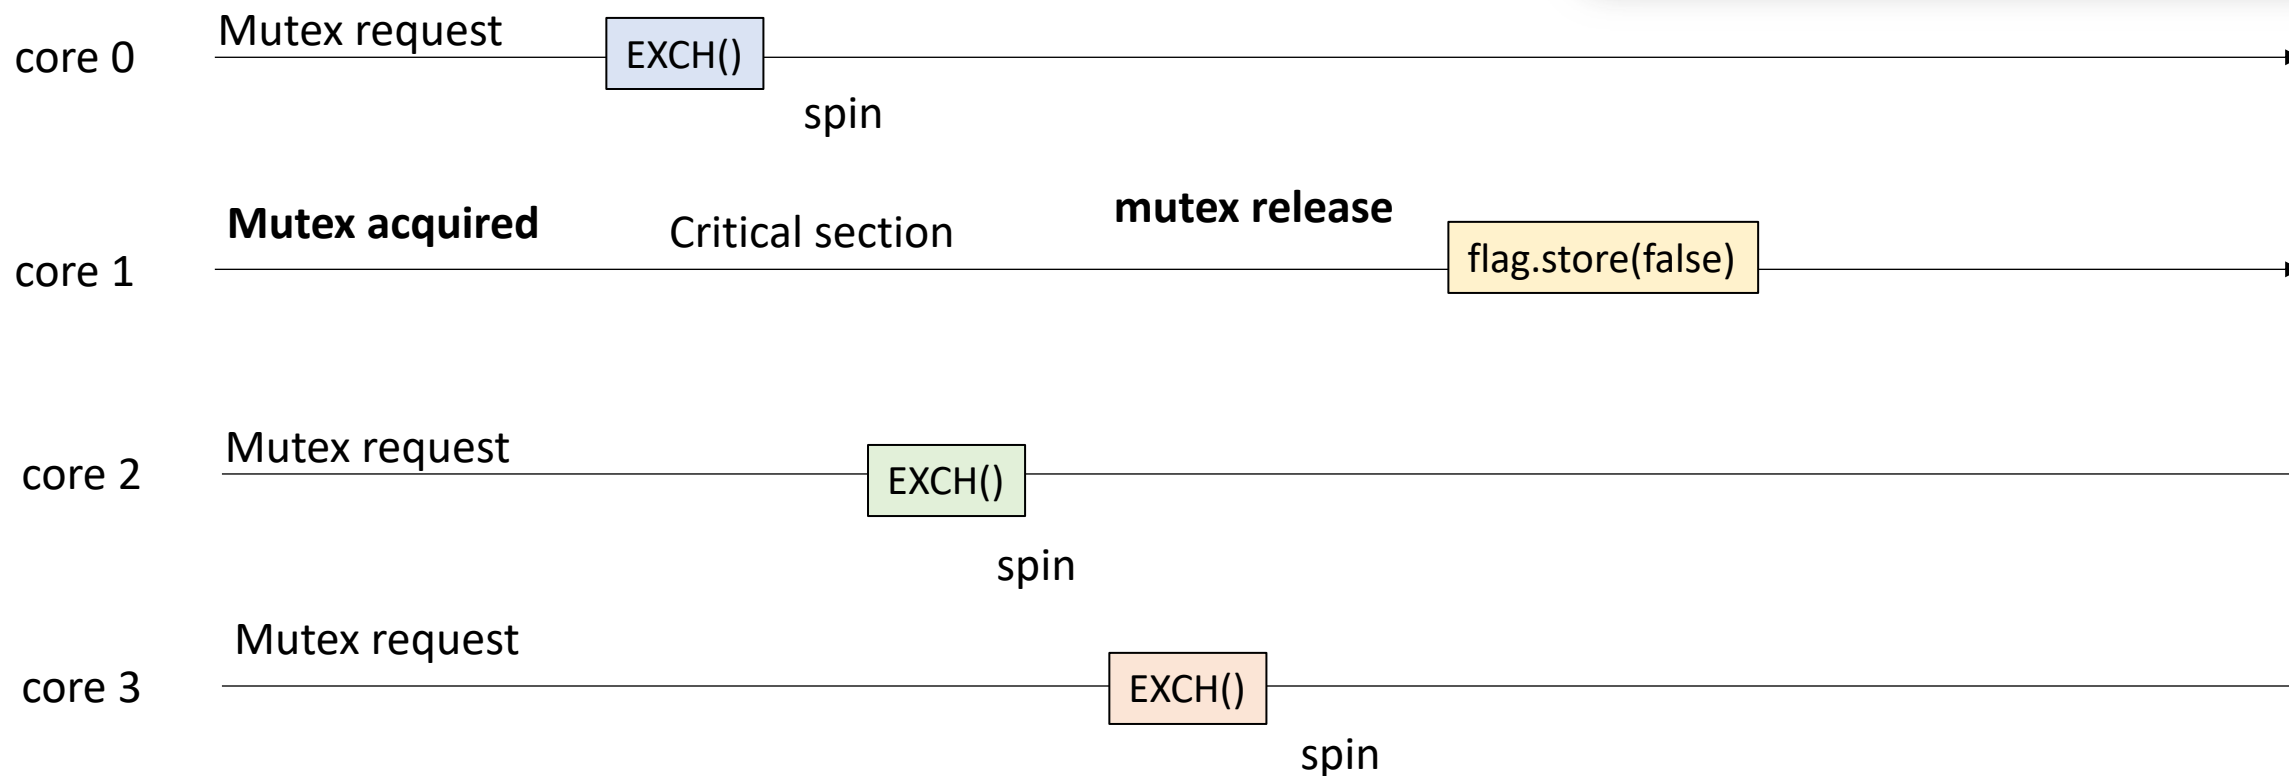 Mutex request
core 0
EXCH()
spin
Mutex acquired
Critical section
mutex release
core 1
flag.store(false)
Mutex request
core 2
EXCH()
spin
Mutex request
core 3
EXCH()
spin